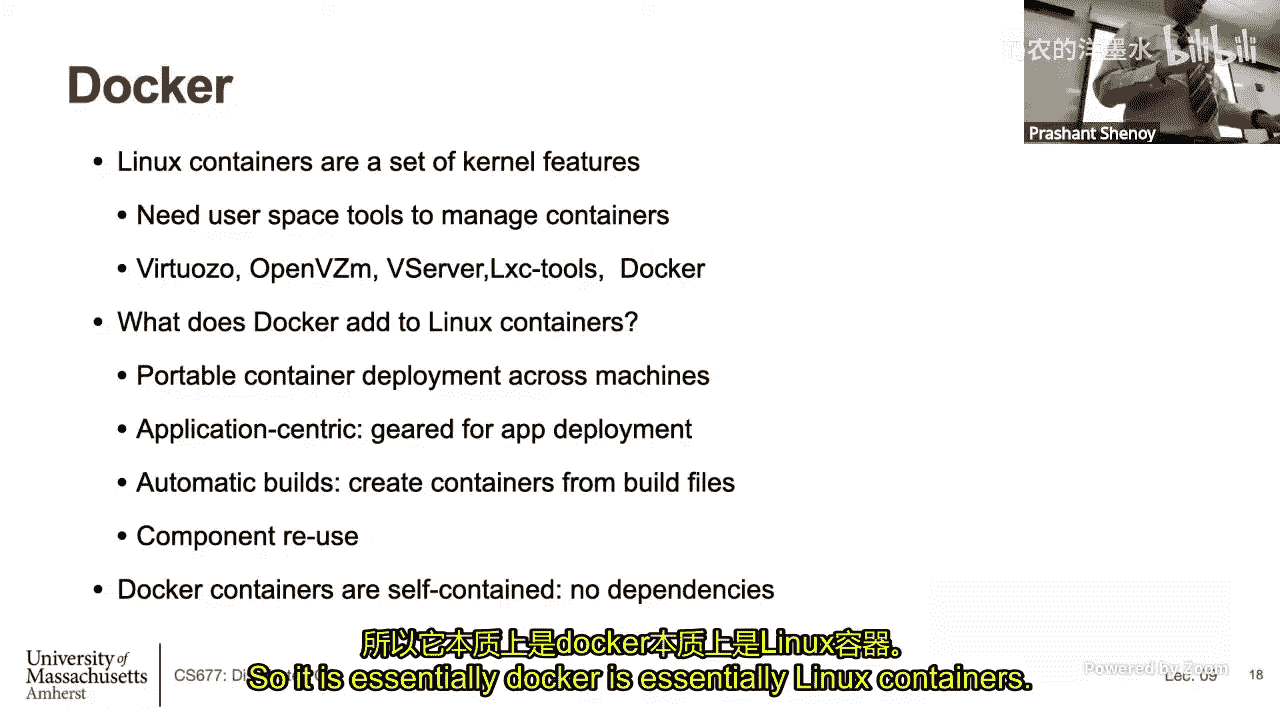 Docker
农的洋墨水 bilibili
Prashant Shenoy
• Linux containers are a set of kernel features
• Need user space tools to manage containers
• Virtuozo, OpenVZm, VServer,Lxc-tools, Docker
• What does Docker add to Linux containers?
• Portable container deployment across machines
• Application-centric: geared for app deployment
• Automatic builds: create containers from build files
• Component re-use
• Docker containers are self-contained: no dependencies
所以它本质上是docker本质上是Linux容器。
So it is essentially docker is essentially Linux containers.
University of
Massachusetts
Amherst
CS677:
Powered by Zoom
Lec. 09
18